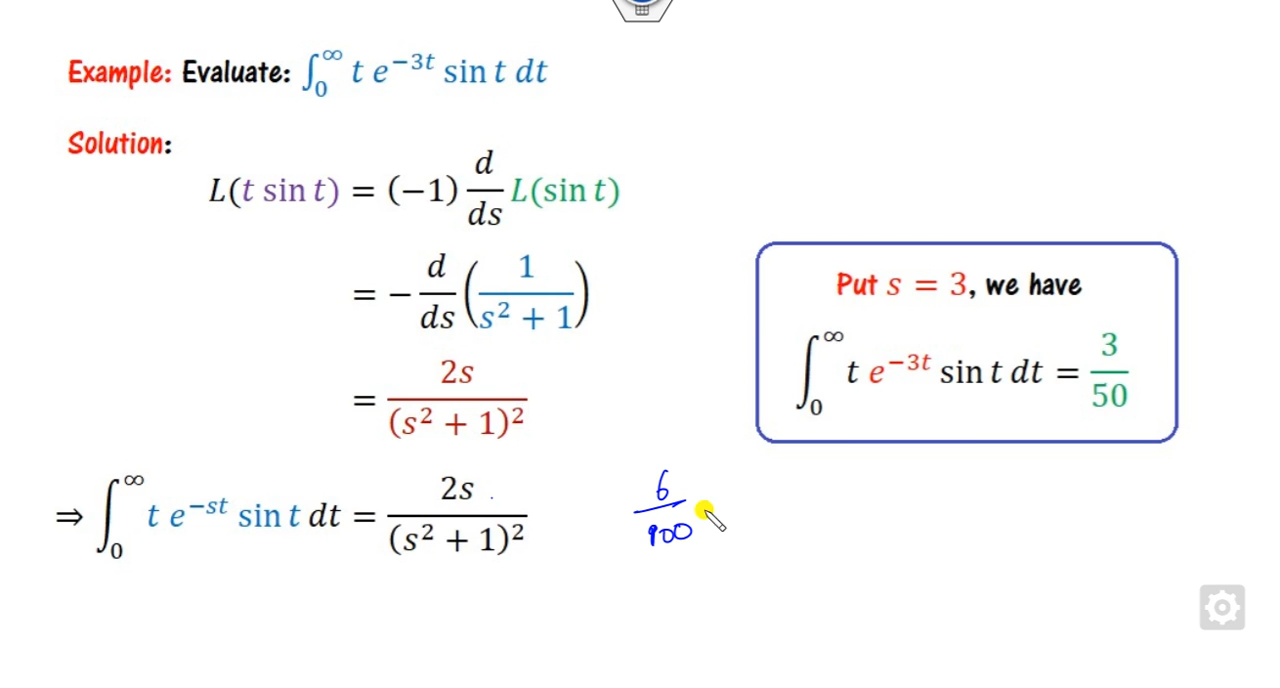 Example: Evaluate: ∫₀^∞ t e^{−3t} sin t dt
Solution:
L(t sin t) = (−1) d/ds L(sin t)
= − d/ds (1/(s² + 1))
= 2s/(s² + 1)²
⇒ ∫₀^∞ t e^{−st} sin t dt = 2s/(s² + 1)²
6/900
Put s = 3, we have
∫₀^∞ t e^{−3t} sin t dt = 3/50